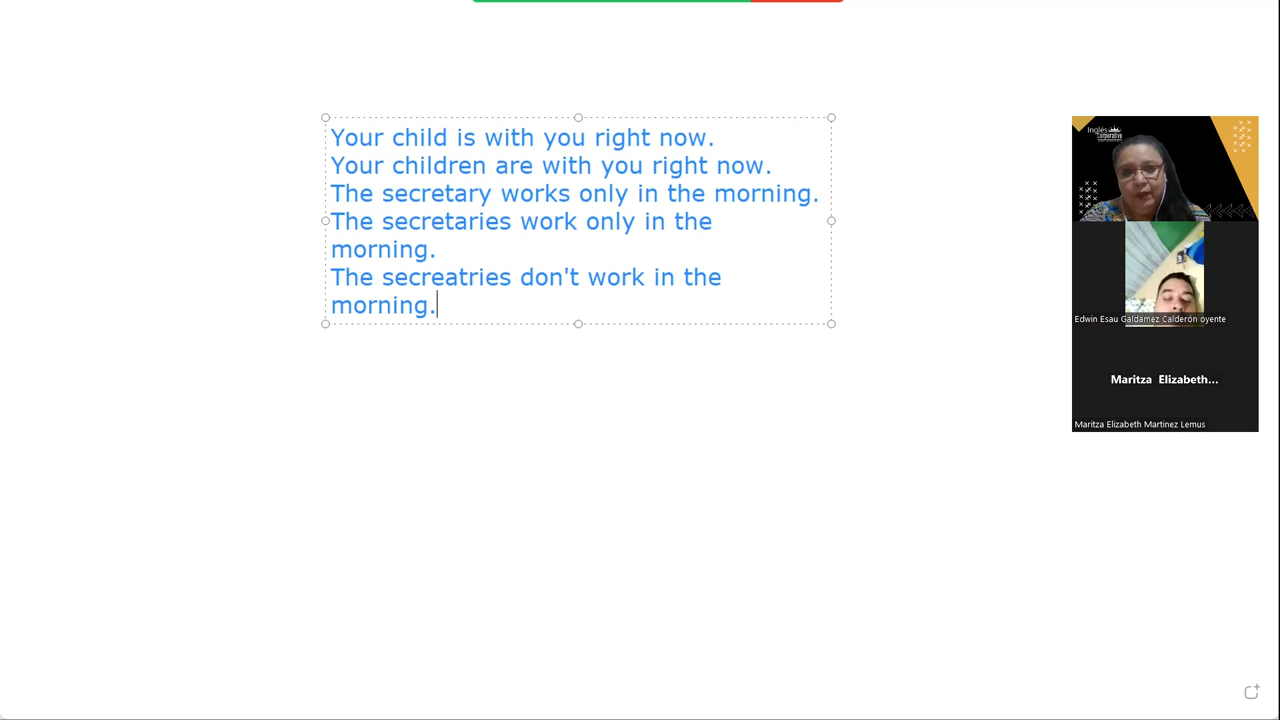 Your child is with you right now.
Your children are with you right now.
The secretary works only in the morning.
The secretaries work only in the
morning.
The secreatries don't work in the
morning.
Inglés
Corporativo
Edwin Esau Galdamez Calderón oyente
Maritza Elizabeth...
Maritza Elizabeth Martinez Lemus